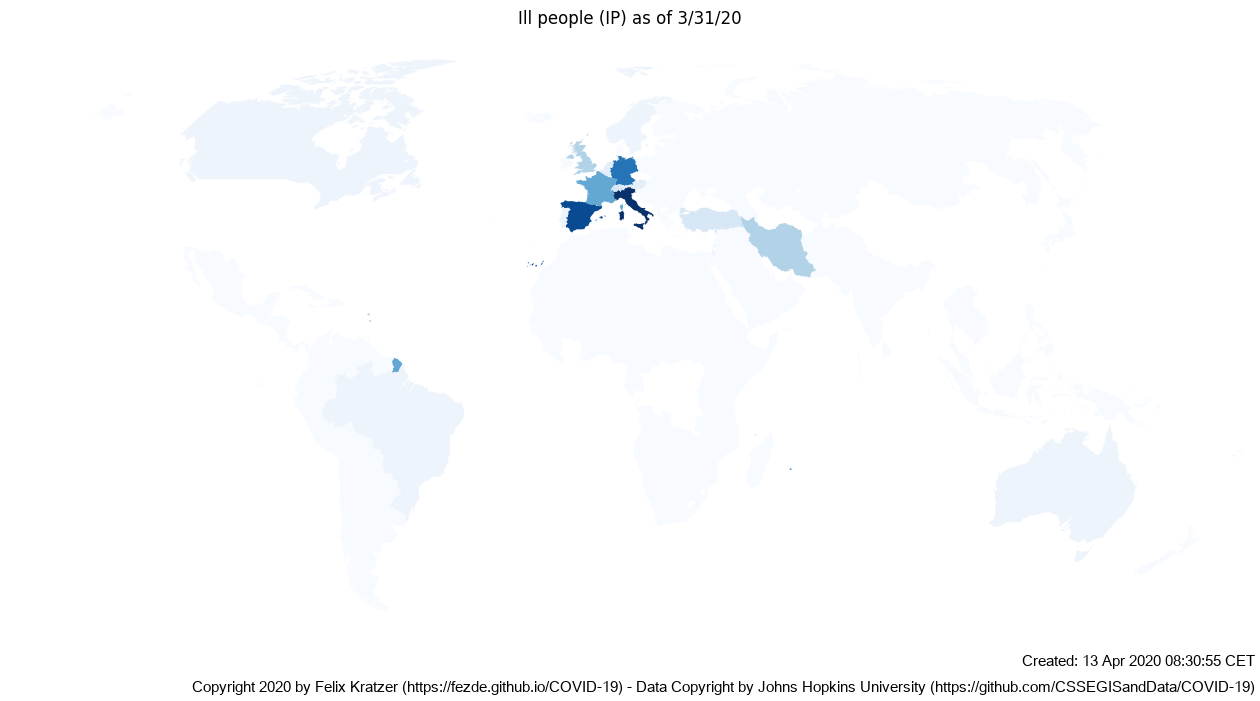 Ill people (IP) as of 3/31/20
Created: 13 Apr 2020 08:30:55 CET
Copyright 2020 by Felix Kratzer (https://fezde.github.io/COVID-19) - Data Copyright by Johns Hopkins University (https://github.com/CSSEGISandData/COVID-19)